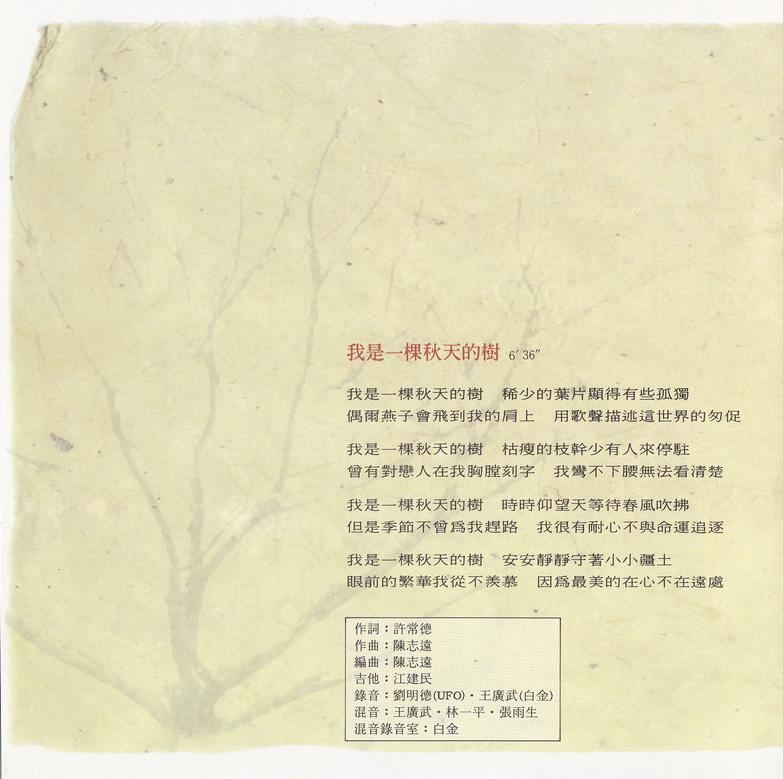 我是一棵秋天的樹 6′36″
我是一棵秋天的樹　稀少的葉片顯得有些孤獨
偶爾燕子會飛到我的肩上　用歌聲描述這世界的匆促
我是一棵秋天的樹　枯瘦的枝幹少有人來停駐
曾有對戀人在我胸膛刻字　我彎不下腰無法看清楚
我是一棵秋天的樹　時時仰望天等待春風吹拂
但是季節不曾為我趕路　我很有耐心不與命運追逐
我是一棵秋天的樹　安安靜靜守著小小疆土
眼前的繁華我從不羨慕　因為最美的在心不在遠處
作詞：許常德
作曲：陳志遠
編曲：陳志遠
吉他：江建民
錄音：劉明德(UFO)・王廣武(白金)
混音：王廣武・林一平・張雨生
混音錄音室：白金